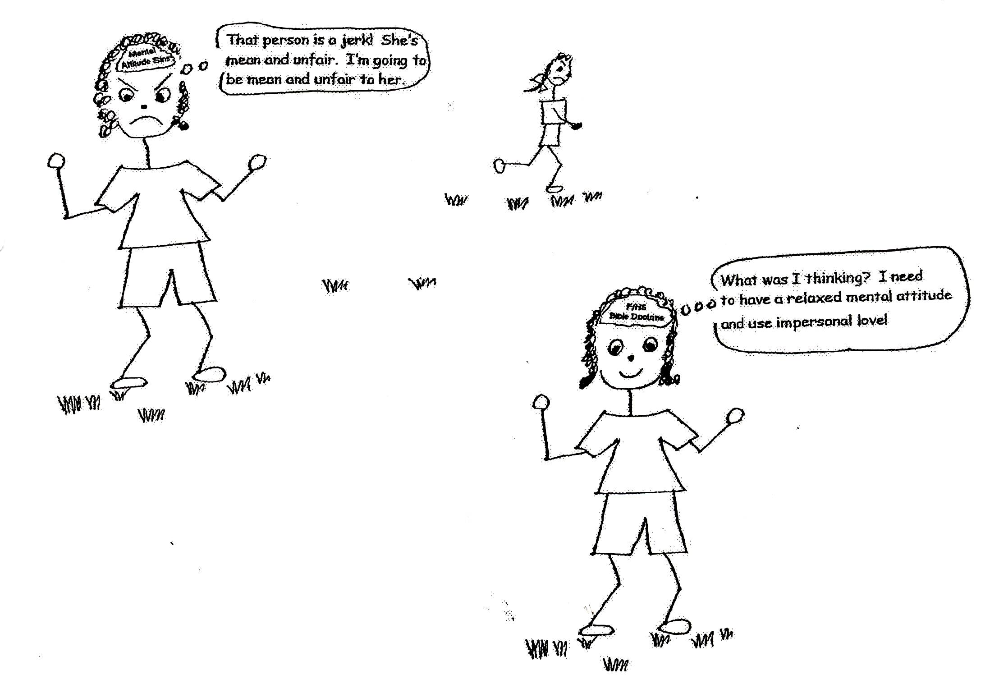 Mental
Attitude Sins
That person is a jerk! She's
mean and unfair. I'm going to
be mean and unfair to her.
F/HS
Bible Doctrine
What was I thinking? I need
to have a relaxed mental attitude
and use impersonal love!